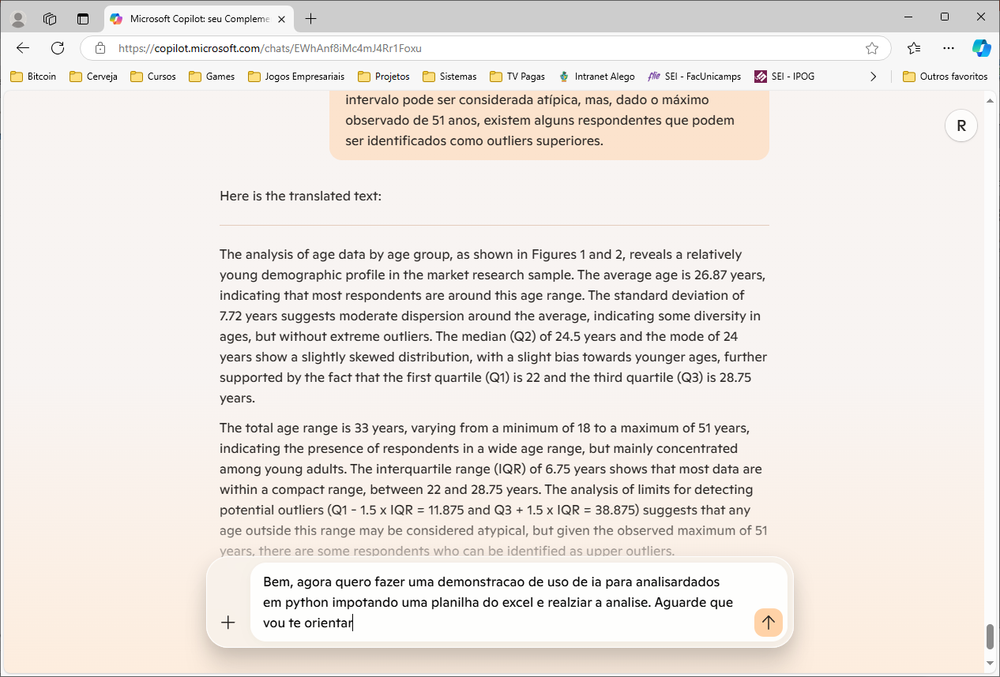 Microsoft Copilot: seu Compleme
https://copilot.microsoft.com/chats/EWhAnf8iMc4mJ4Rr1Foxu
Bitcoin Cerveja Cursos Games Jogos Empresariais Projetos Sistemas TV Pagas Intranet Alego flie SEI - FacUnicamps SEI - IPOG Outros favoritos
intervalo pode ser considerada atípica, mas, dado o máximo
observado de 51 anos, existem alguns respondentes que podem
ser identificados como outliers superiores.
R
Here is the translated text:
The analysis of age data by age group, as shown in Figures 1 and 2, reveals a relatively
young demographic profile in the market research sample. The average age is 26.87 years,
indicating that most respondents are around this age range. The standard deviation of
7.72 years suggests moderate dispersion around the average, indicating some diversity in
ages, but without extreme outliers. The median (Q2) of 24.5 years and the mode of 24
years show a slightly skewed distribution, with a slight bias towards younger ages, further
supported by the fact that the first quartile (Q1) is 22 and the third quartile (Q3) is 28.75
years.
The total age range is 33 years, varying from a minimum of 18 to a maximum of 51 years,
indicating the presence of respondents in a wide age range, but mainly concentrated
among young adults. The interquartile range (IQR) of 6.75 years shows that most data are
within a compact range, between 22 and 28.75 years. The analysis of limits for detecting
potential outliers (Q1 - 1.5 x IQR = 11.875 and Q3 + 1.5 x IQR = 38.875) suggests that any
age outside this range may be considered atypical, but given the observed maximum of 51
years, there are some respondents who can be identified as upper outliers.
Bem, agora quero fazer uma demonstracao de uso de ia para analisardados
em python impotando uma planilha do excel e realziar a analise. Aguarde que
vou te orientar